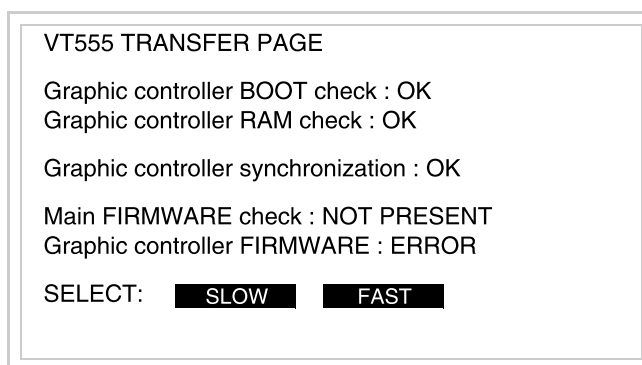 VT555 TRANSFER PAGE
Graphic controller BOOT check : OK
Graphic controller RAM check : OK
Graphic controller synchronization : OK
Main FIRMWARE check : NOT PRESENT
Graphic controller FIRMWARE : ERROR
SELECT: SLOW FAST